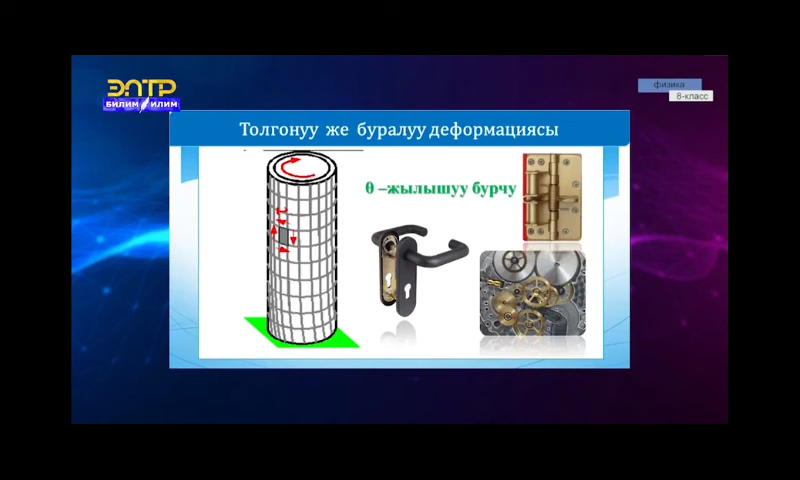 ЭЛТР
БИЛИМ ИЛИМ
физика
8-класс
Толгонуу же буралуу деформациясы
θ –жылышуу бурчу